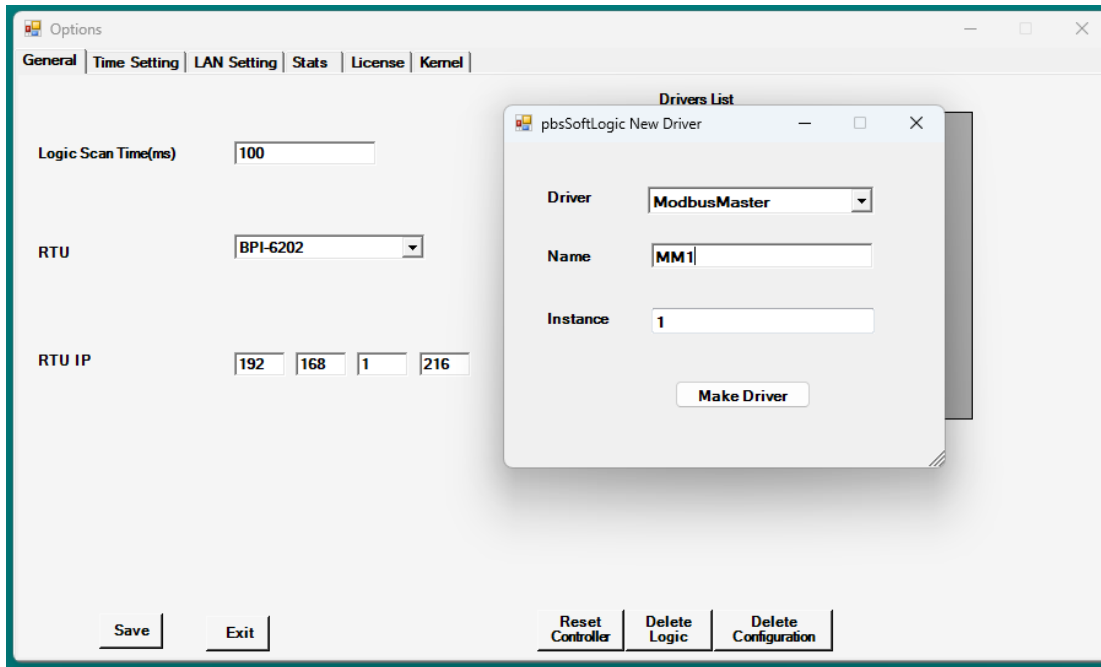 Options
General Time Setting LAN Setting Stats License Kernel
Drivers List
Logic Scan Time(ms) 100
RTU BPI-6202
RTU IP 192 168 1 216
pbsSoftLogic New Driver
Driver ModbusMaster
Name MM1
Instance 1
Make Driver
Save Exit
Reset Controller
Delete Logic
Delete Configuration